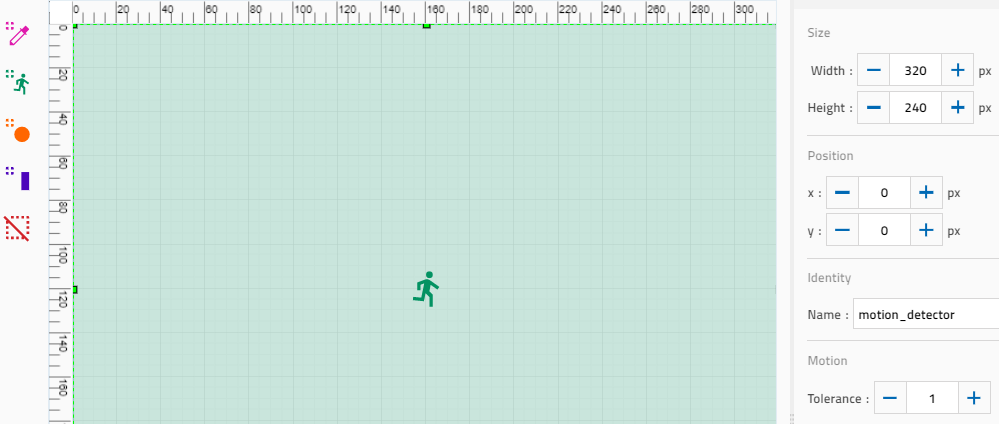 0 20 40 60 80 100 120 140 160 180 200 220 240 260 280 300
0
20
40
60
80
100
120
140
160
Size
Width : 320 px
Height : 240 px
Position
x : 0 px
y : 0 px
Identity
Name : motion_detector
Motion
Tolerance : 1